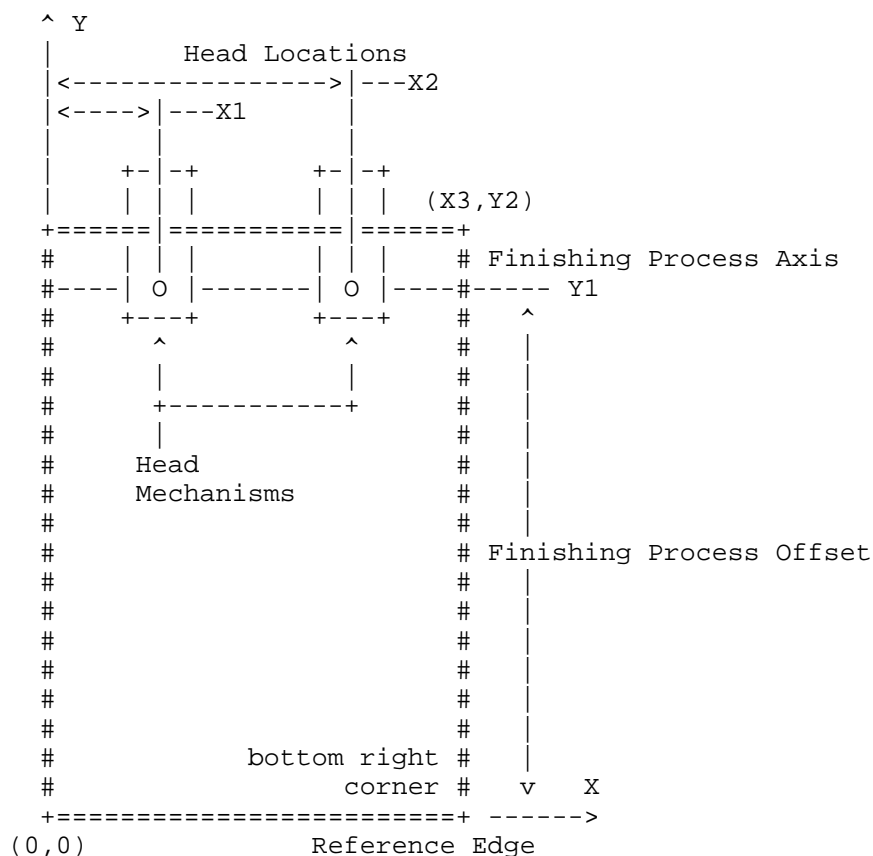 ^ Y
Head Locations
X2
X1
(X3,Y2)
Finishing Process Axis
O O Y1
Head
Mechanisms
Finishing Process Offset
bottom right
corner v X
(0,0) Reference Edge